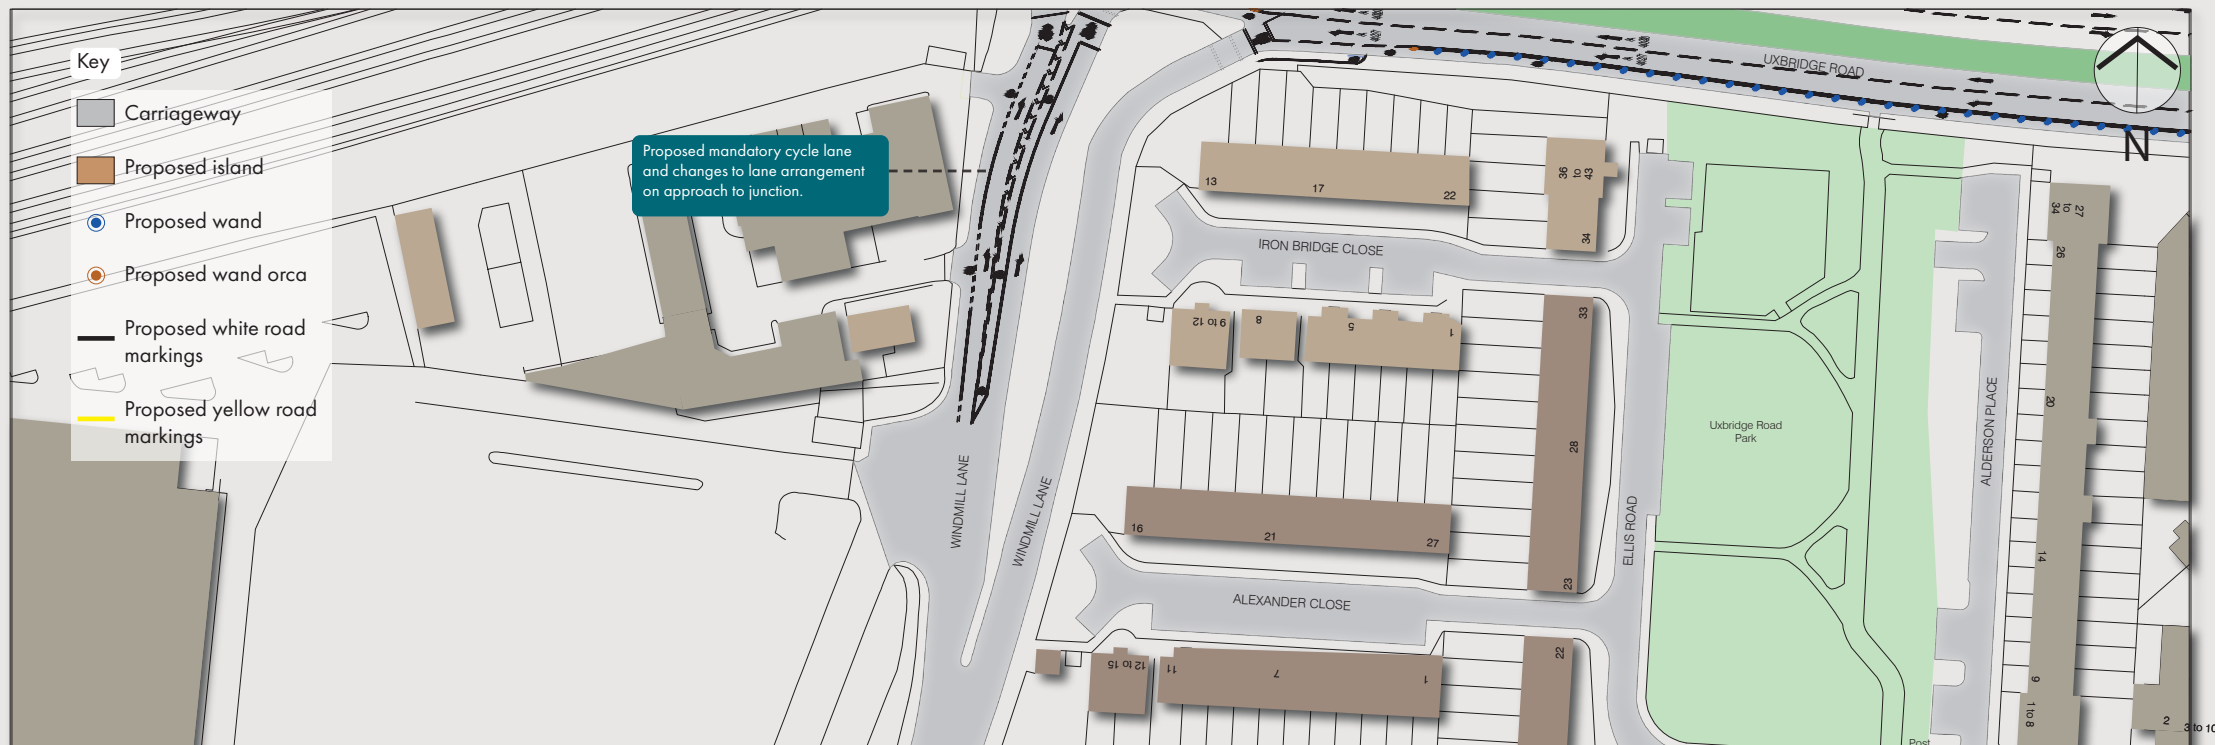 Key
Carriageway
Proposed island
Proposed wand
Proposed wand orca
Proposed white road
markings
Proposed yellow road
markings
Proposed mandatory cycle lane
and changes to lane arrangement
on approach to junction.
UXBRIDGE ROAD
N
13
17
22
36
to
43
34
IRON BRIDGE CLOSE
9 to 12
8
5
1
33
28
23
Uxbridge Road
Park
WINDMILL LANE
WINDMILL LANE
16
21
27
ELLIS ROAD
ALDERSON PLACE
ALEXANDER CLOSE
12 to 15
11
7
1
22
27
to
34
26
20
14
9
1 to 8
2
3 to 10
Post